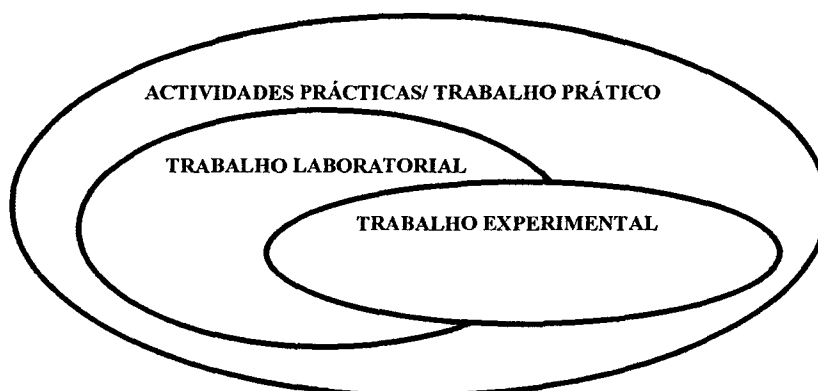 ACTIVIDADES PRÁCTICAS/ TRABALHO PRÁTICO
TRABALHO LABORATORIAL
TRABALHO EXPERIMENTAL